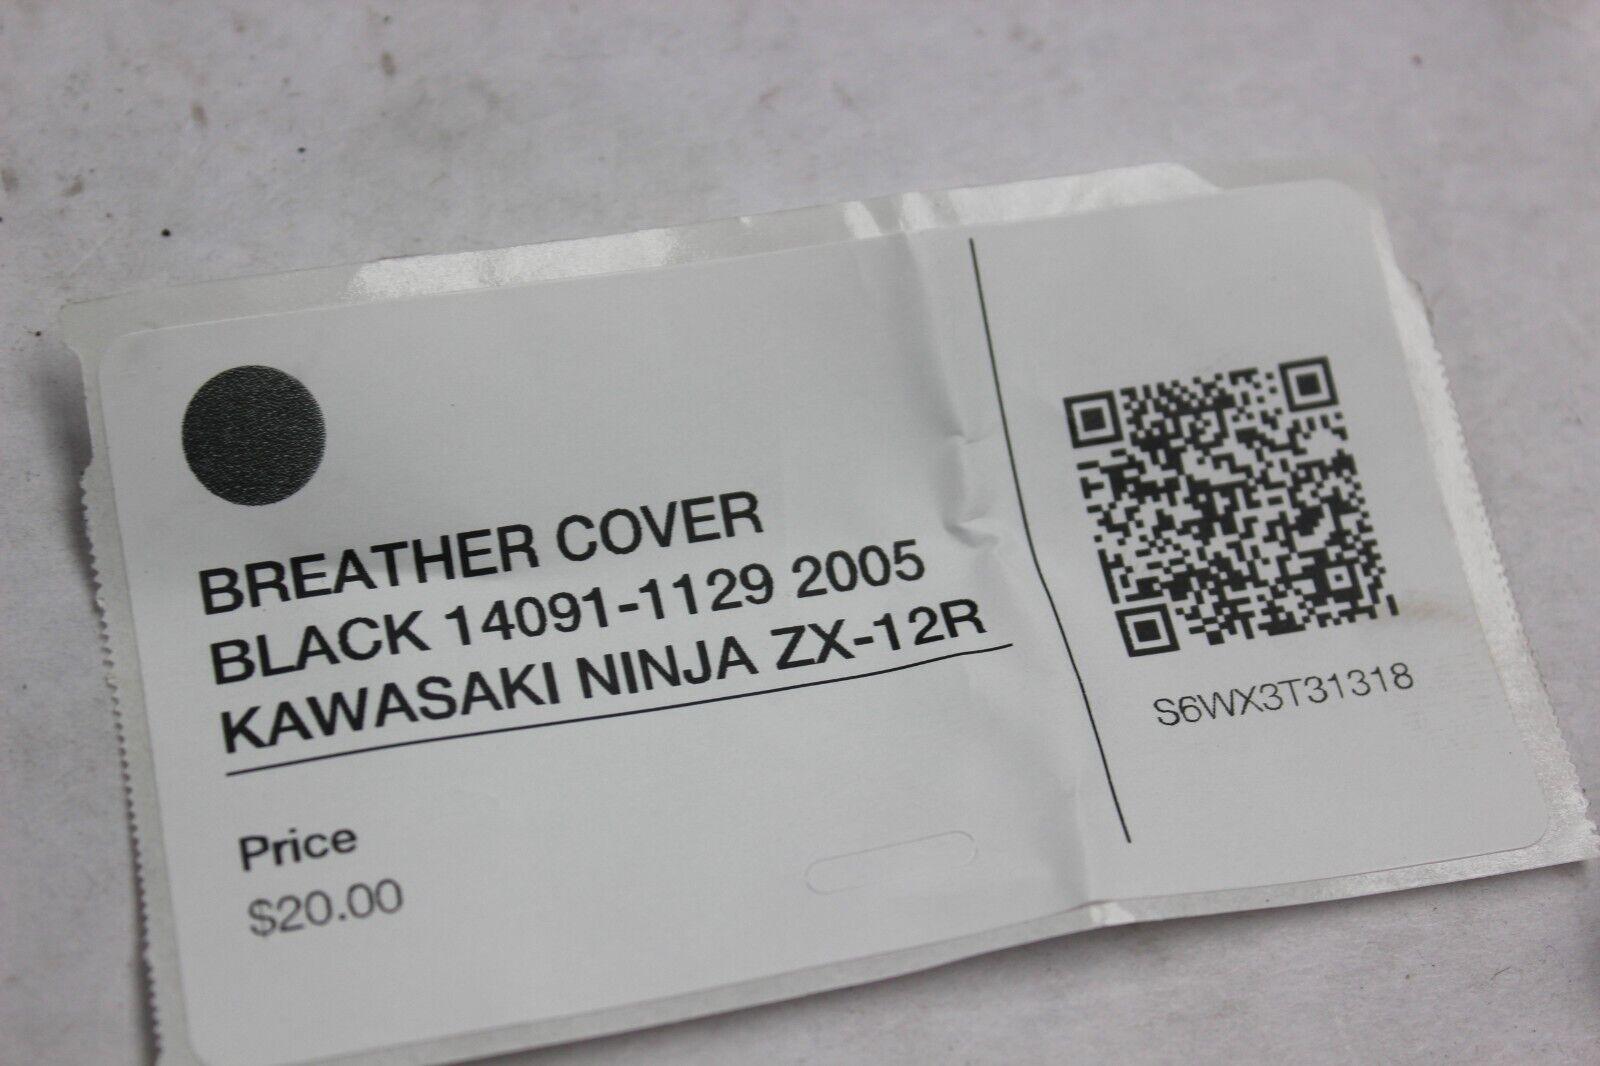 BREATHER COVER
BLACK 14091-1129 2005
KAWASAKI NINJA ZX-12R
Price
$20.00
S6WX3T31318